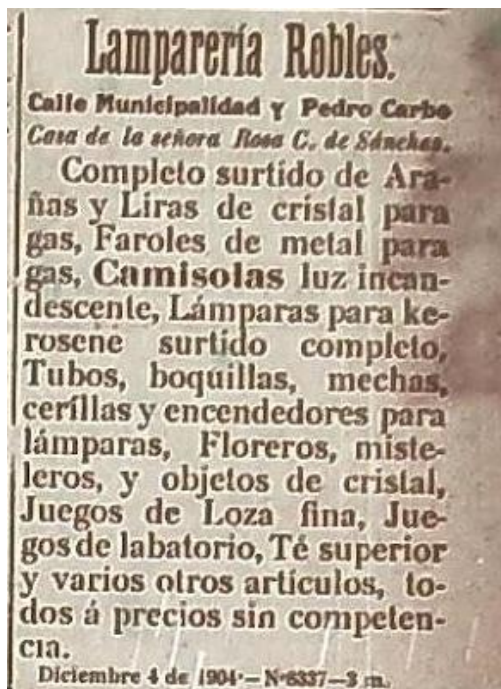 Lamparería Robles.
Calle Municipalidad y Pedro Carbo
Casa de la señora Rosa C. de Sánchez.
Completo surtido de Ara-
ñas y Liras de cristal para
gas, Faroles de metal para
gas, Camisolas luz incan-
descente, Lámparas para ke-
rosene surtido completo,
Tubos, boquillas, mechas,
cerillas y encendedores para
lámparas, Floreros, miste-
leros, y objetos de cristal,
Juegos de Loza fina, Jue-
gos de labatorio, Té superior
y varios otros artículos, to-
dos á precios sin competen-
cia.
Diciembre 4 de 1904·—N·6337—3 m.